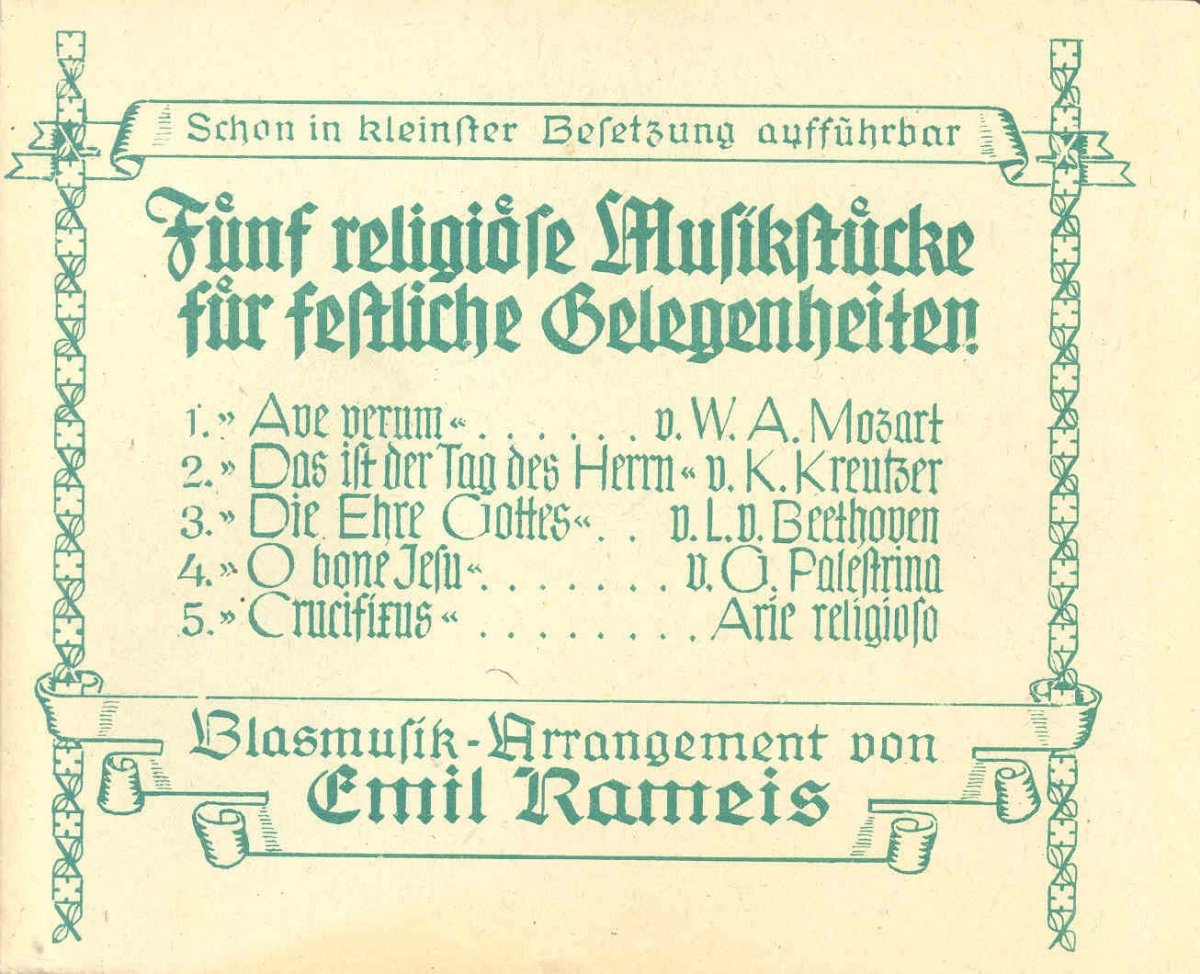 Schon in kleinſter Beſetzung aufführbar
Fünf religiöſe Muſikſtücke
für feſtliche Gelegenheiten!
1. » Ave verum « . . . . . . v. W. A. Mozart
2. » Das iſt der Tag des Herrn « v. K. Kreutzer
3. » Die Ehre Gottes « . . v. L. v. Beethoven
4. » O bone Jeſu « . . . . . . . v. G. Paleſtrina
5. » Crucifixus « . . . . . . . . Arie religioſo
Blasmuſik-Arrangement von
Emil Rameis